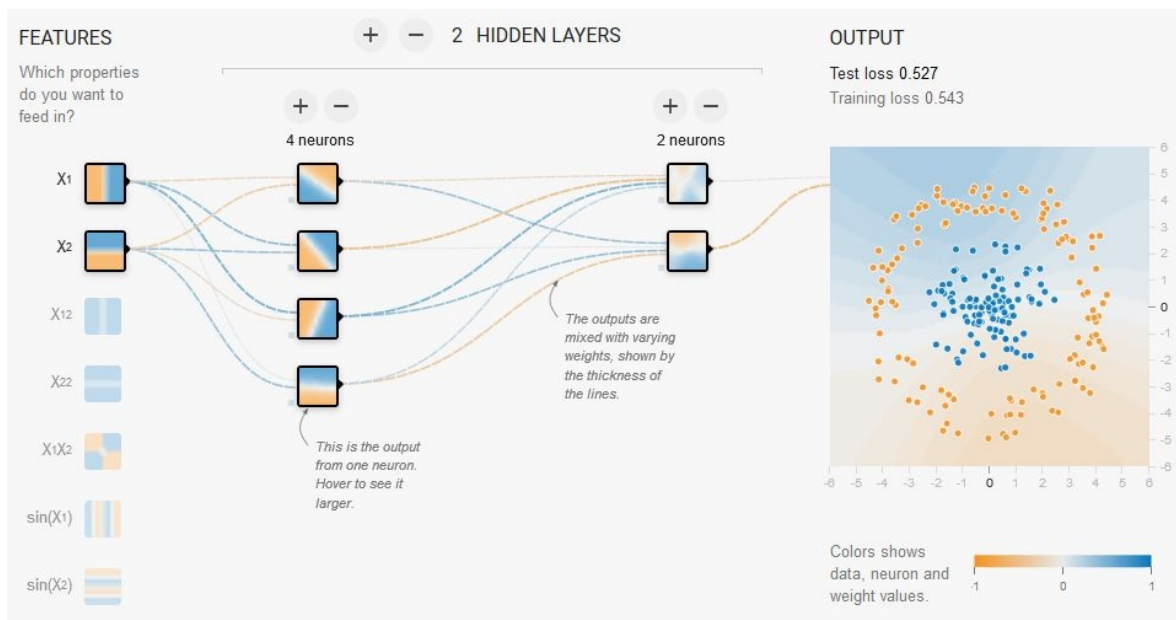 FEATURES
Which properties
do you want to
feed in?
+ − 2 HIDDEN LAYERS
+ −
4 neurons
+ −
2 neurons
X1
X2
X12
X22
X1X2
sin(X1)
sin(X2)
The outputs are
mixed with varying
weights, shown by
the thickness of
the lines.
This is the output
from one neuron.
Hover to see it
larger.
OUTPUT
Test loss 0.527
Training loss 0.543
6
5
4
3
2
1
0
-1
-2
-3
-4
-5
-6
-6 -5 -4 -3 -2 -1 0 1 2 3 4 5 6
Colors shows
data, neuron and
weight values.
-1 0 1